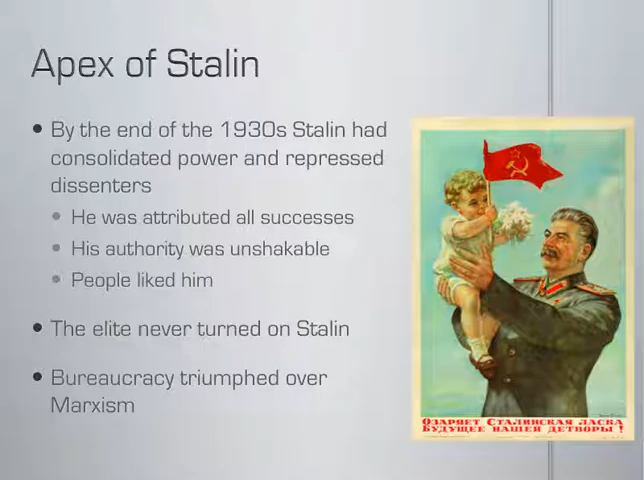 Apex of Stalin
By the end of the 1930s Stalin had
consolidated power and repressed
dissenters
He was attributed all successes
His authority was unshakable
People liked him
The elite never turned on Stalin
Bureaucracy triumphed over
Marxism
Озаряет Сталинская ласка
Будущее нашей детворы!